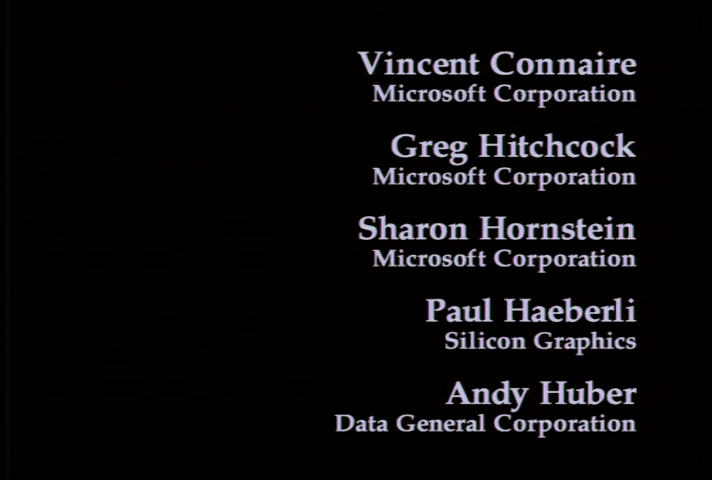 Vincent Connaire
Microsoft Corporation
Greg Hitchcock
Microsoft Corporation
Sharon Hornstein
Microsoft Corporation
Paul Haeberli
Silicon Graphics
Andy Huber
Data General Corporation